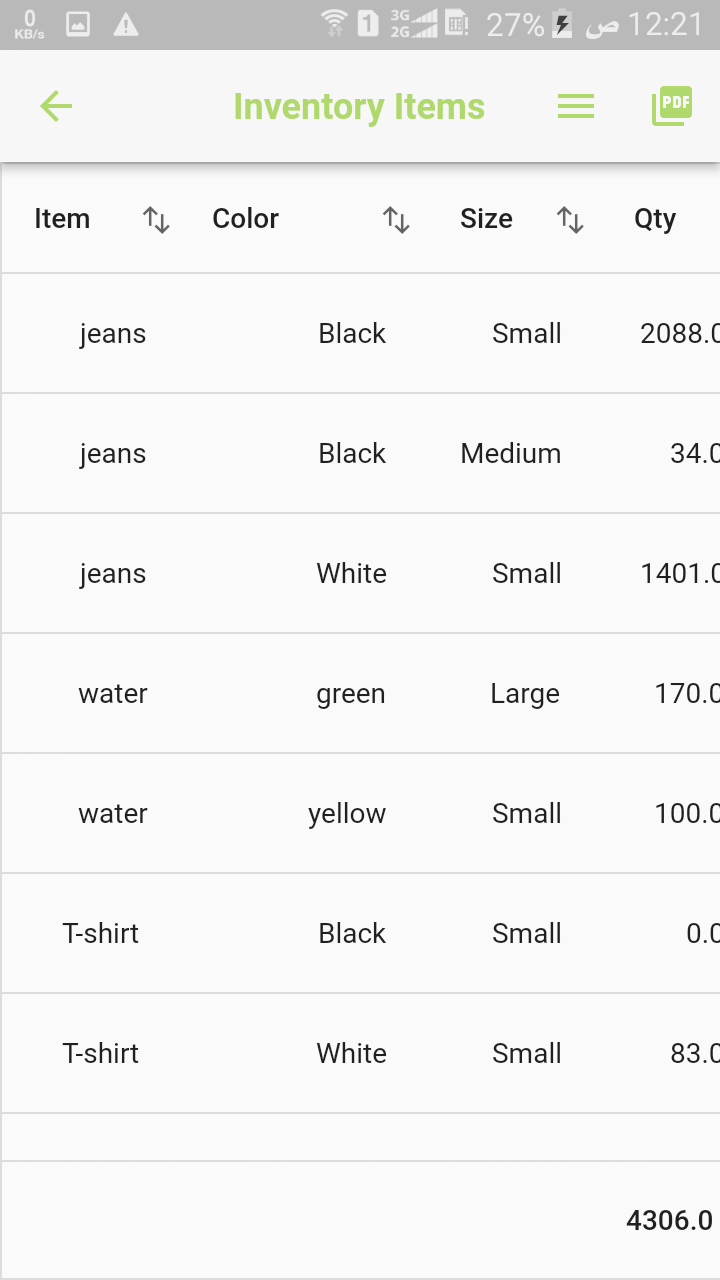 0 KB/s 1 3G 2G 27% ص 12:21
Inventory Items PDF
Item Color Size Qty
jeans Black Small 2088.0
jeans Black Medium 34.0
jeans White Small 1401.0
water green Large 170.0
water yellow Small 100.0
T-shirt Black Small 0.0
T-shirt White Small 83.0
4306.0